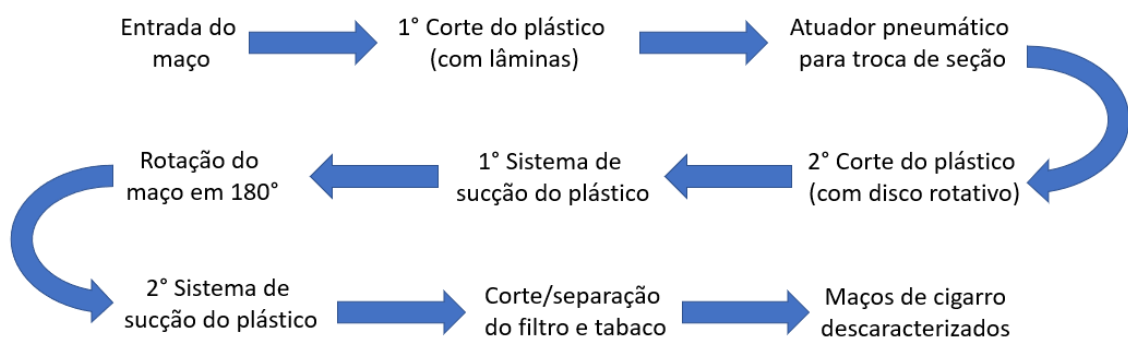 Entrada do
maço
1° Corte do plástico
(com lâminas)
Atuador pneumático
para troca de seção
2° Corte do plástico
(com disco rotativo)
1° Sistema de
sucção do plástico
Rotação do
maço em 180°
2° Sistema de
sucção do plástico
Corte/separação
do filtro e tabaco
Maços de cigarro
descaracterizados